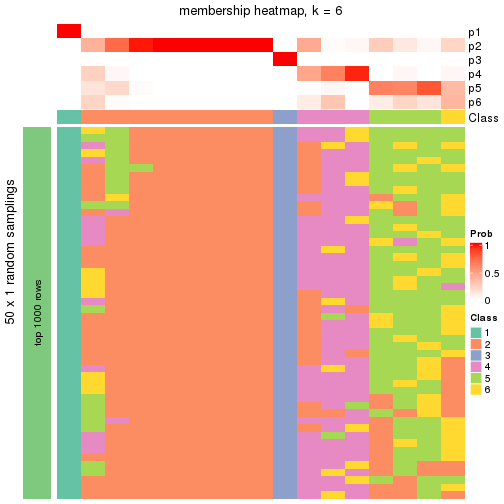 membership heatmap, k = 6
p1
p2
p3
p4
p5
p6
Class
50 x 1 random samplings
top 1000 rows
Prob
1
0.5
0
Class
1
2
3
4
5
6